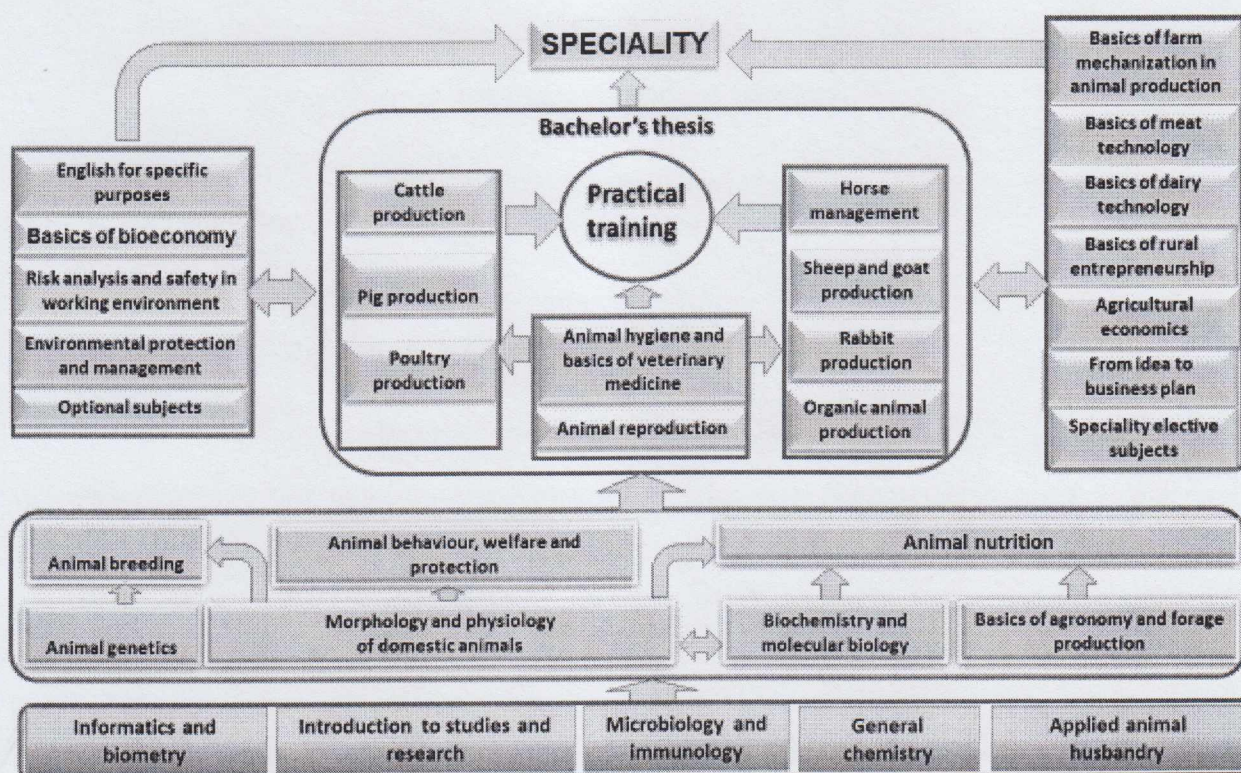 SPECIALITY
Bachelor's thesis
English for specific
purposes
Basics of bioeconomy
Risk analysis and safety in
working environment
Environmental protection
and management
Optional subjects
Cattle
production
Pig production
Poultry
production
Practical
training
Animal hygiene and
basics of veterinary
medicine
Animal reproduction
Horse
management
Sheep and goat
production
Rabbit
production
Organic animal
production
Basics of farm
mechanization in
animal production
Basics of meat
technology
Basics of dairy
technology
Basics of rural
entrepreneurship
Agricultural
economics
From idea to
business plan
Speciality elective
subjects
Animal breeding
Animal behaviour, welfare and
protection
Animal nutrition
Animal genetics
Morphology and physiology
of domestic animals
Biochemistry and
molecular biology
Basics of agronomy and forage
production
Informatics and
biometry
Introduction to studies and
research
Microbiology and
immunology
General
chemistry
Applied animal
husbandry